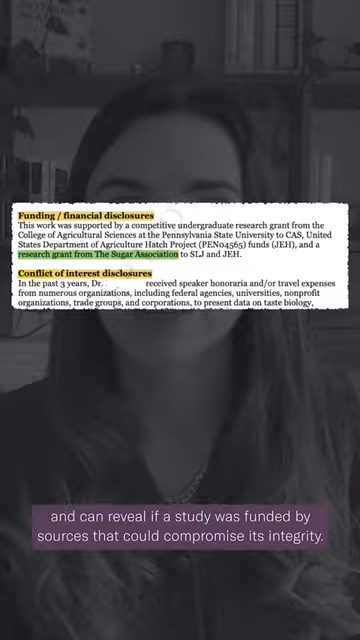 Funding / financial disclosures
This work was supported by a competitive undergraduate research grant from the
College of Agricultural Sciences at the Pennsylvania State University to CAS, United
States Department of Agriculture Hatch Project (PEN04565) funds (JEH), and a
research grant from The Sugar Association to SLJ and JEH.
Conflict of interest disclosures
In the past 3 years, Dr. received speaker honoraria and/or travel expenses
from numerous organizations, including federal agencies, universities, nonprofit
organizations, trade groups, and corporations, to present data on taste biology,
and can reveal if a study was funded by
sources that could compromise its integrity.